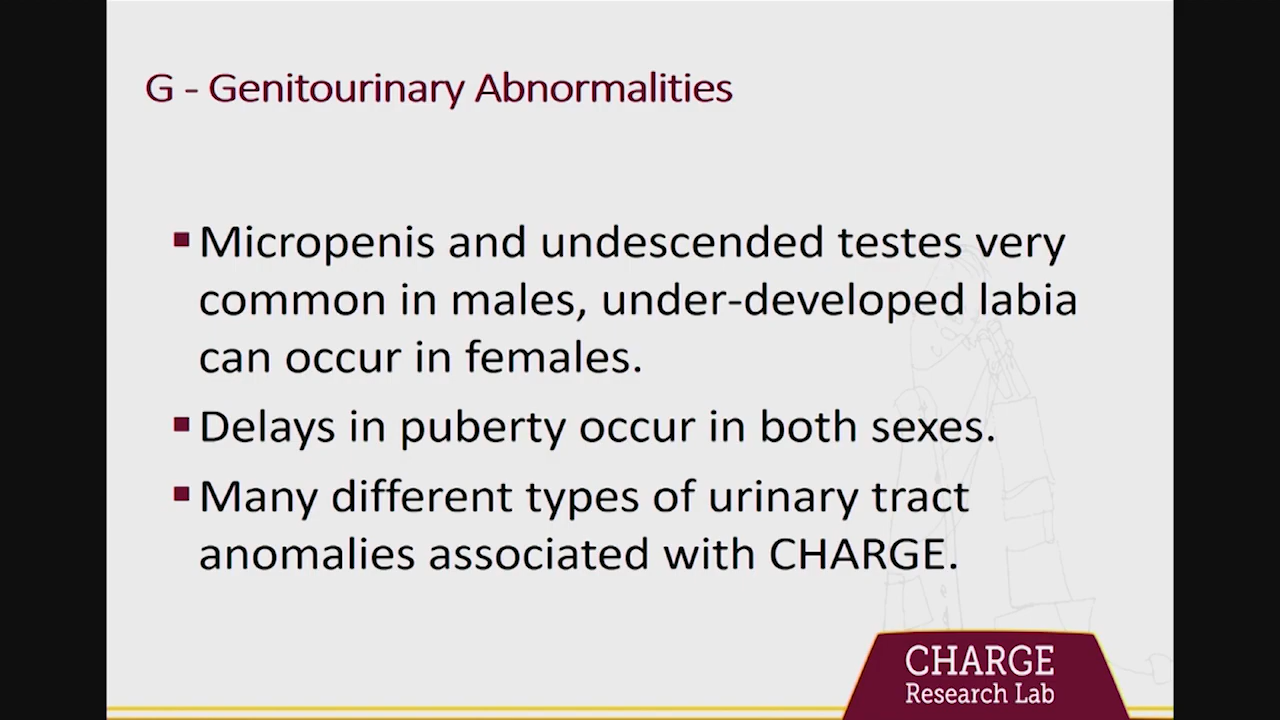 G - Genitourinary Abnormalities
Micropenis and undescended testes very
common in males, under-developed labia
can occur in females.
Delays in puberty occur in both sexes.
Many different types of urinary tract
anomalies associated with CHARGE.
CHARGE
Research Lab